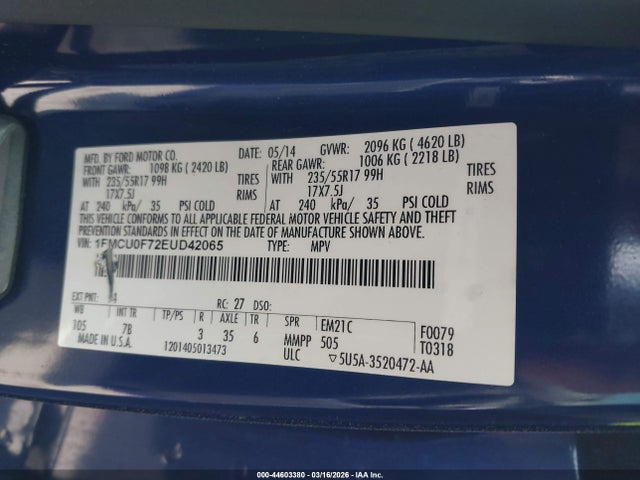 MFD. BY FORD MOTOR CO.
DATE: 05/14 GVWR: 2096 KG ( 4620 LB)
FRONT GAWR: 1098 KG ( 2420 LB) REAR GAWR: 1006 KG ( 2218 LB)
WITH 235/55R17 99H TIRES WITH 235/55R17 99H TIRES
17X7.5J RIMS 17X7.5J RIMS
AT 240 kPa/ 35 PSI COLD AT 240 kPa/ 35 PSI COLD
THIS VEHICLE CONFORMS TO ALL APPLICABLE FEDERAL MOTOR VEHICLE SAFETY AND THEFT
PREVENTION STANDARDS IN EFFECT ON THE DATE OF MANUFACTURE SHOWN ABOVE.
VIN: 1FMCU0F72EUD42065
TYPE: MPV
EXT PNT: RC: 27 DSO:
WB INT TR TP/PS R AXLE TR SPR EM21C F0079
105 7B 3 35 6 MMPP 505 T0318
MADE IN U.S.A. 1201405013473 ULC ▽5U5A-3520472-AA
000-44603380 - 03/16/2026 - IAA Inc.